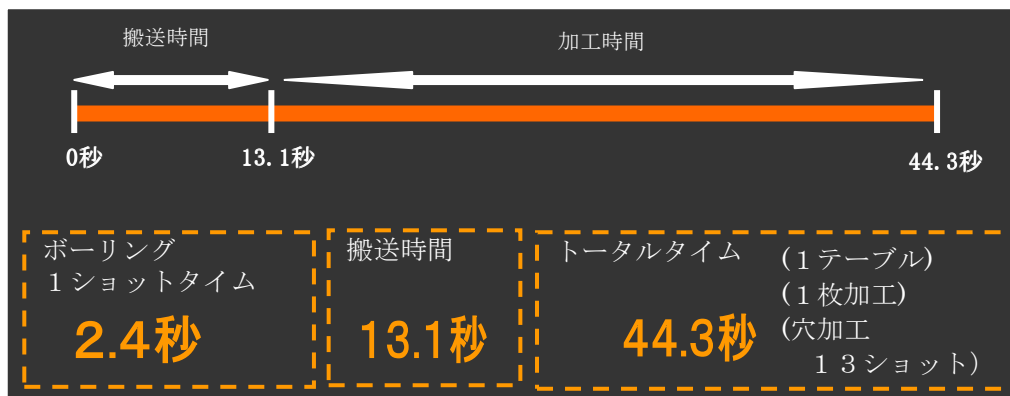 搬送時間
加工時間
0秒
13.1秒
44.3秒
ボーリング
１ショットタイム
2.4秒
搬送時間
13.1秒
トータルタイム
44.3秒
(１テーブル)
(１枚加工)
(穴加工
１３ショット）